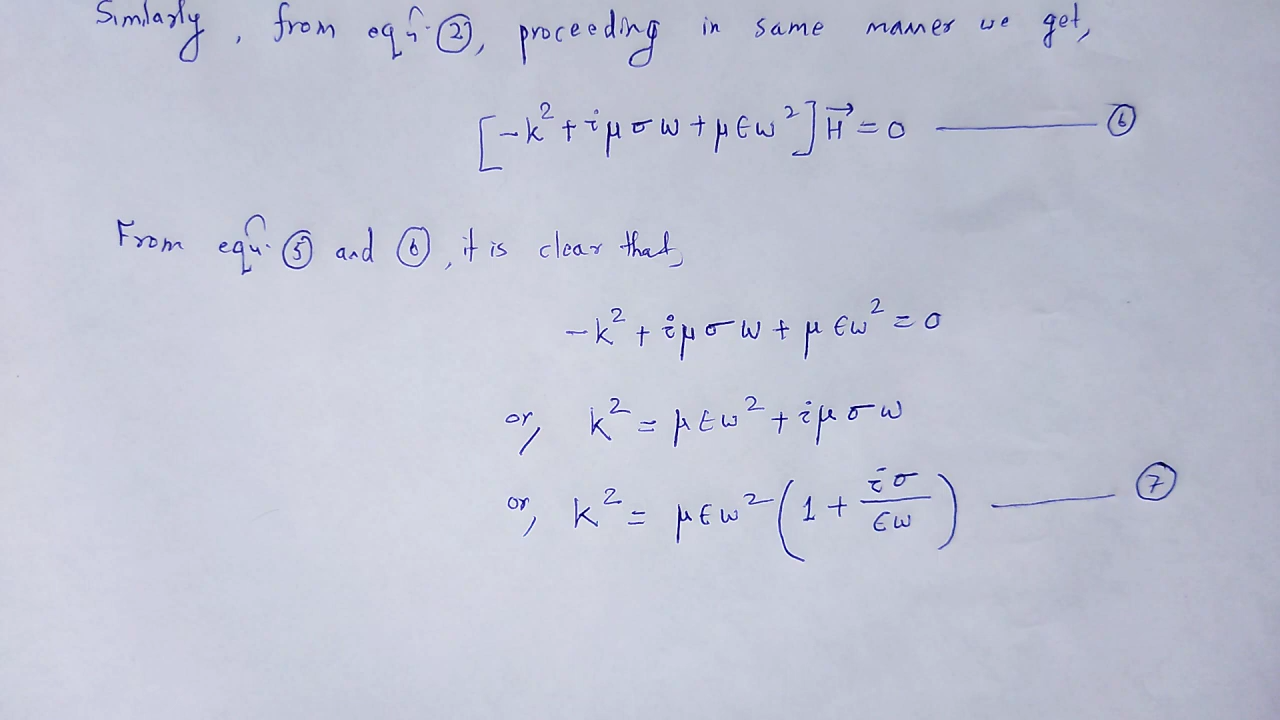 Similarly, from eqn. ②, proceeding in same manner we get,
[-k² + iμσω + μϵω²] H⃗ = 0 ——— ⑥
From eqn. ⑤ and ⑥, it is clear that,
-k² + iμσω + μϵω² = 0
or, k² = μϵω² + iμσω
or, k² = μϵω² (1 + iσ/ϵω) ——— ⑦